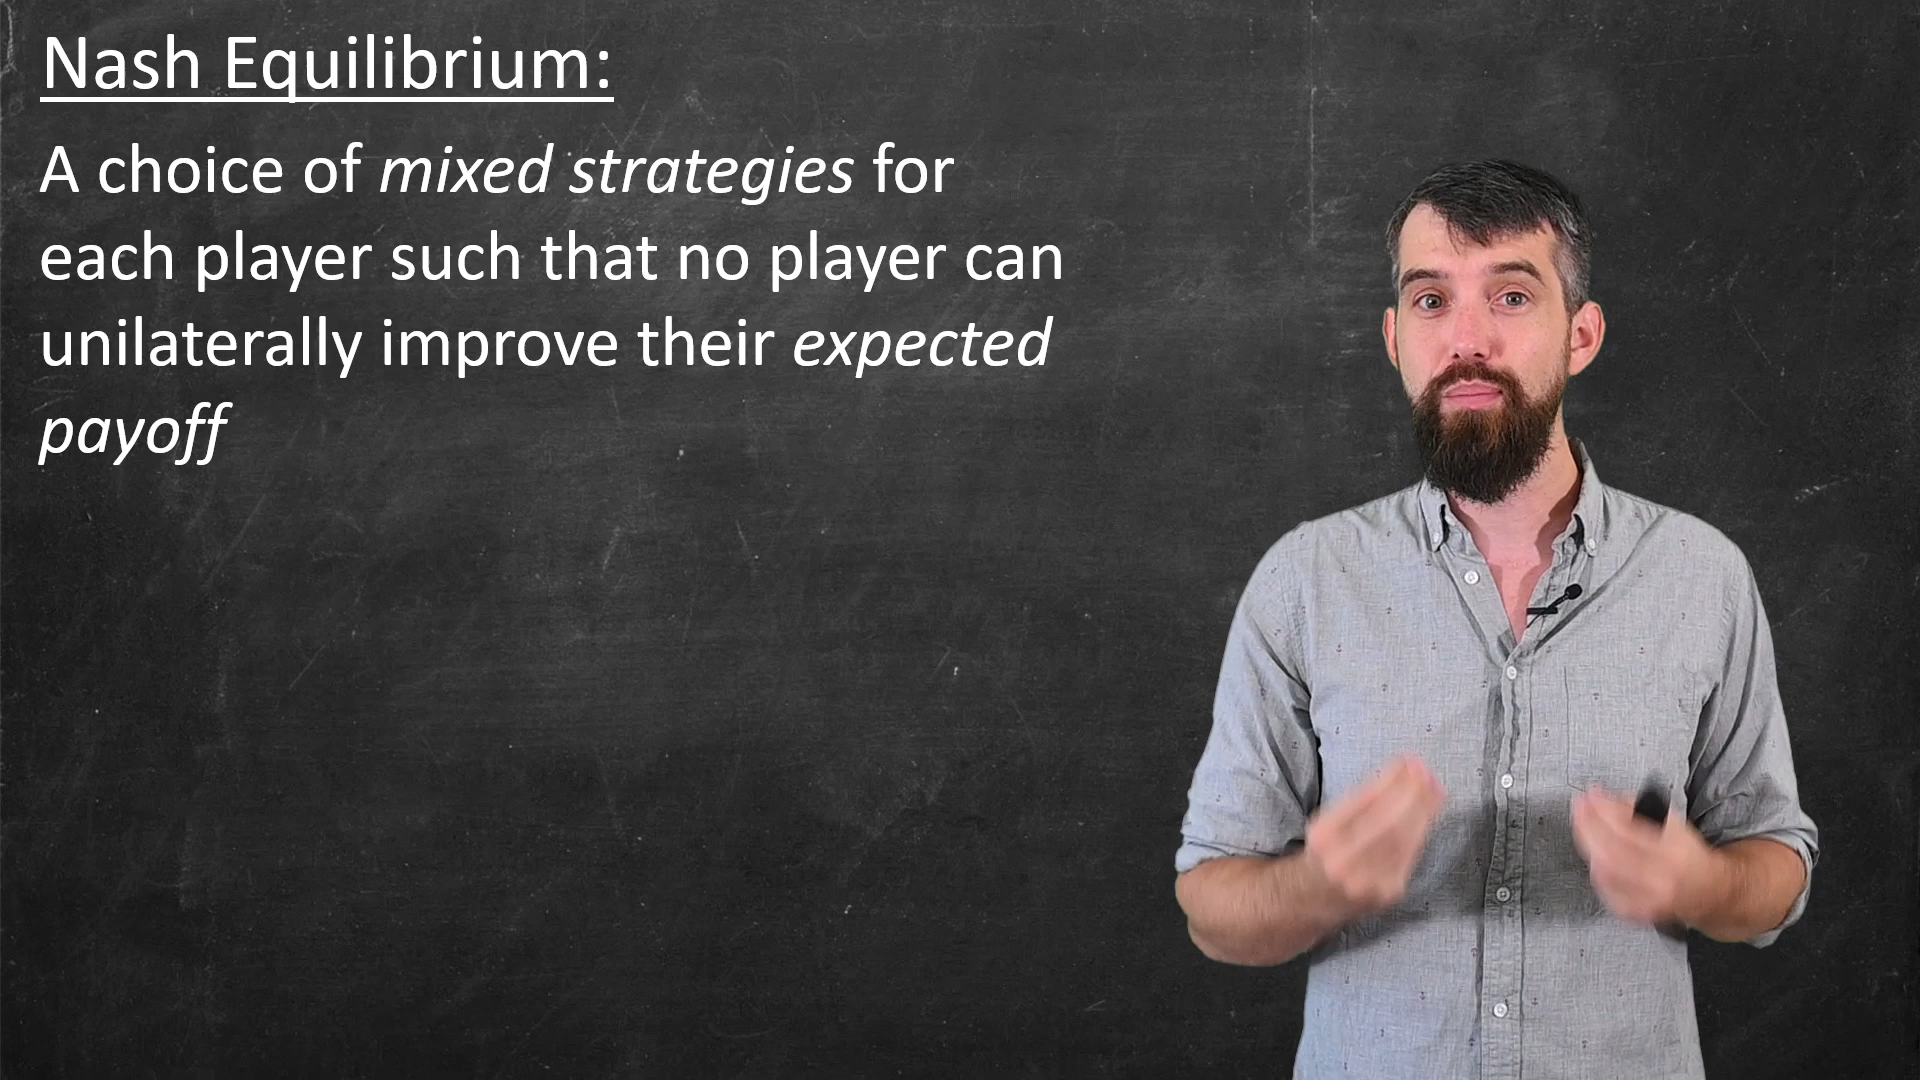 Nash Equilibrium:
A choice of mixed strategies for
each player such that no player can
unilaterally improve their expected
payoff